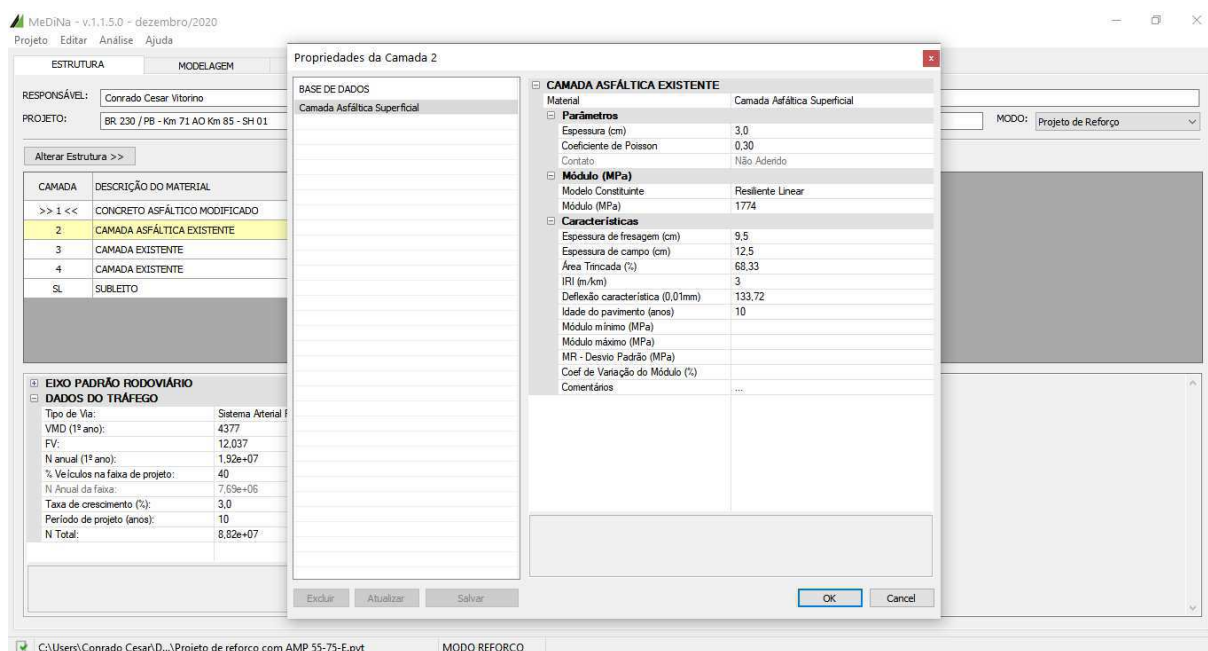 MeDiNa - v.1.1.5.0 - dezembro/2020
Projeto Editar Análise Ajuda
ESTRUTURA MODELAGEM
RESPONSÁVEL: Conrado Cesar Vitorino
PROJETO: BR 230 / PB - Km 71 AO Km 85 - SH 01
MODO: Projeto de Reforço
Alterar Estrutura >>
CAMADA DESCRIÇÃO DO MATERIAL
>> 1 << CONCRETO ASFÁLTICO MODIFICADO
2 CAMADA ASFÁLTICA EXISTENTE
3 CAMADA EXISTENTE
4 CAMADA EXISTENTE
SL SUBLEITO
EIXO PADRÃO RODOVIÁRIO
DADOS DO TRÁFEGO
Tipo de Via: Sistema Arterial
VMD (1º ano): 4377
FV: 12,037
N anual (1º ano): 1,92e+07
% Veículos na faixa de projeto: 40
N Anual da faixa: 7,69e+06
Taxa de crescimento (%): 3,0
Período de projeto (anos): 10
N Total: 8,82e+07
Propriedades da Camada 2
x
BASE DE DADOS
Camada Asfáltica Superficial
CAMADA ASFÁLTICA EXISTENTE
Material Camada Asfáltica Superficial
Parâmetros
Espessura (cm) 3,0
Coeficiente de Poisson 0,30
Contato Não Aderido
Módulo (MPa)
Modelo Constituinte Resiliente Linear
Módulo (MPa) 1774
Características
Espessura de fresagem (cm) 9,5
Espessura de campo (cm) 12,5
Área Trincada (%) 68,33
IRI (m/km) 3
Deflexão característica (0,01mm) 133,72
Idade do pavimento (anos) 10
Módulo mínimo (MPa)
Módulo máximo (MPa)
MR - Desvio Padrão (MPa)
Coef de Variação do Módulo (%)
Comentários ...
Excluir Atualizar Salvar OK Cancel
C:\Users\Conrado Cesar\D...\Projeto de reforço com AMP 55-75-E.pvt MODO REFORÇO